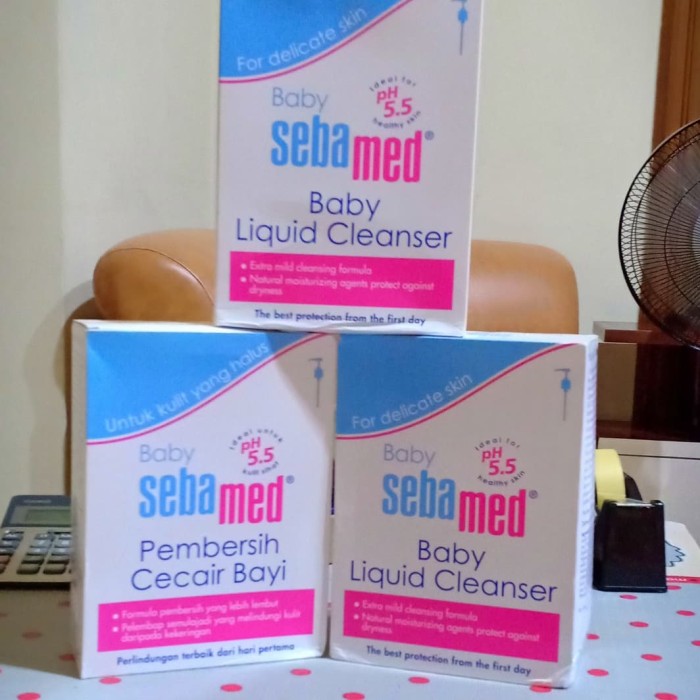 For delicate skin
ideal for
pH
5.5
healthy skin
Baby
sebamed®
Baby
Liquid Cleanser
Extra mild cleansing formula
Natural moisturizing agents protect against
dryness
The best protection from the first day
Untuk kulit yang halus
ideal untuk
pH
5.5
kulit sihat
Baby
sebamed®
Pembersih
Cecair Bayi
Formula pembersih yang lebih lembut
Pelembap semulajadi yang melindungi kulit
daripada kekeringan
Perlindungan terbaik dari hari pertama
For delicate skin
ideal for
pH
5.5
healthy skin
Baby
sebamed®
Baby
Liquid Cleanser
Extra mild cleansing formula
Natural moisturizing agents protect against
dryness
The best protection from the first day